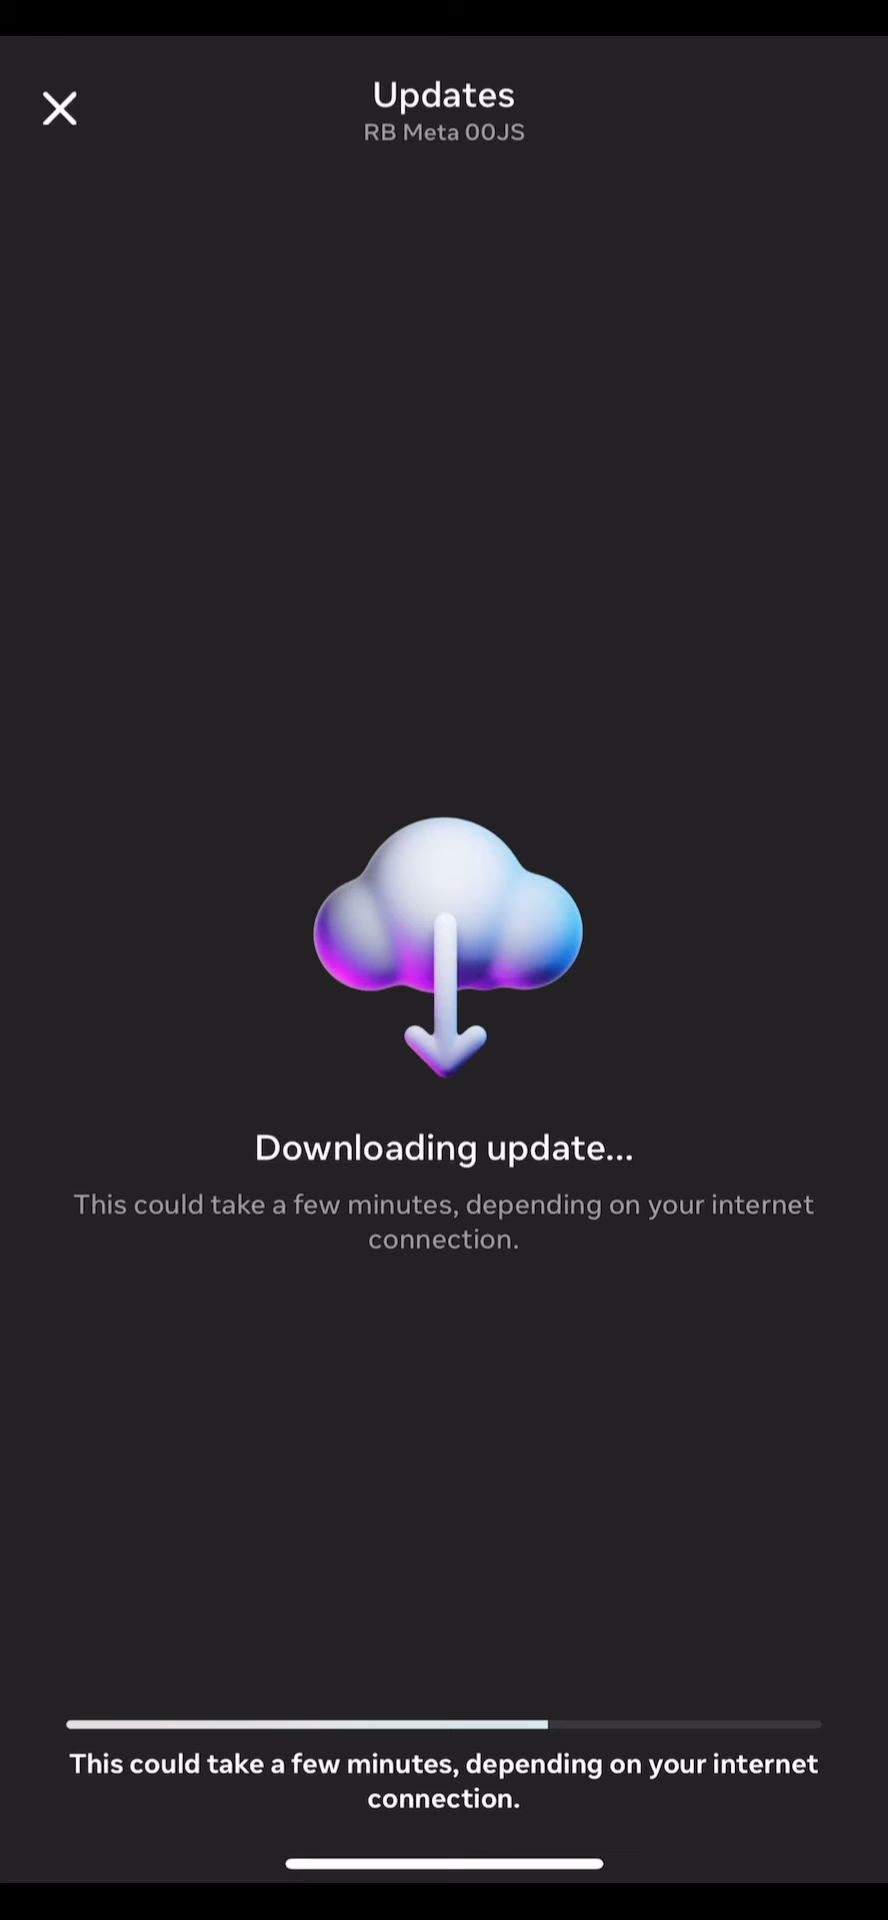 Updates
RB Meta 00JS
Downloading update...
This could take a few minutes, depending on your internet
connection.
This could take a few minutes, depending on your internet
connection.